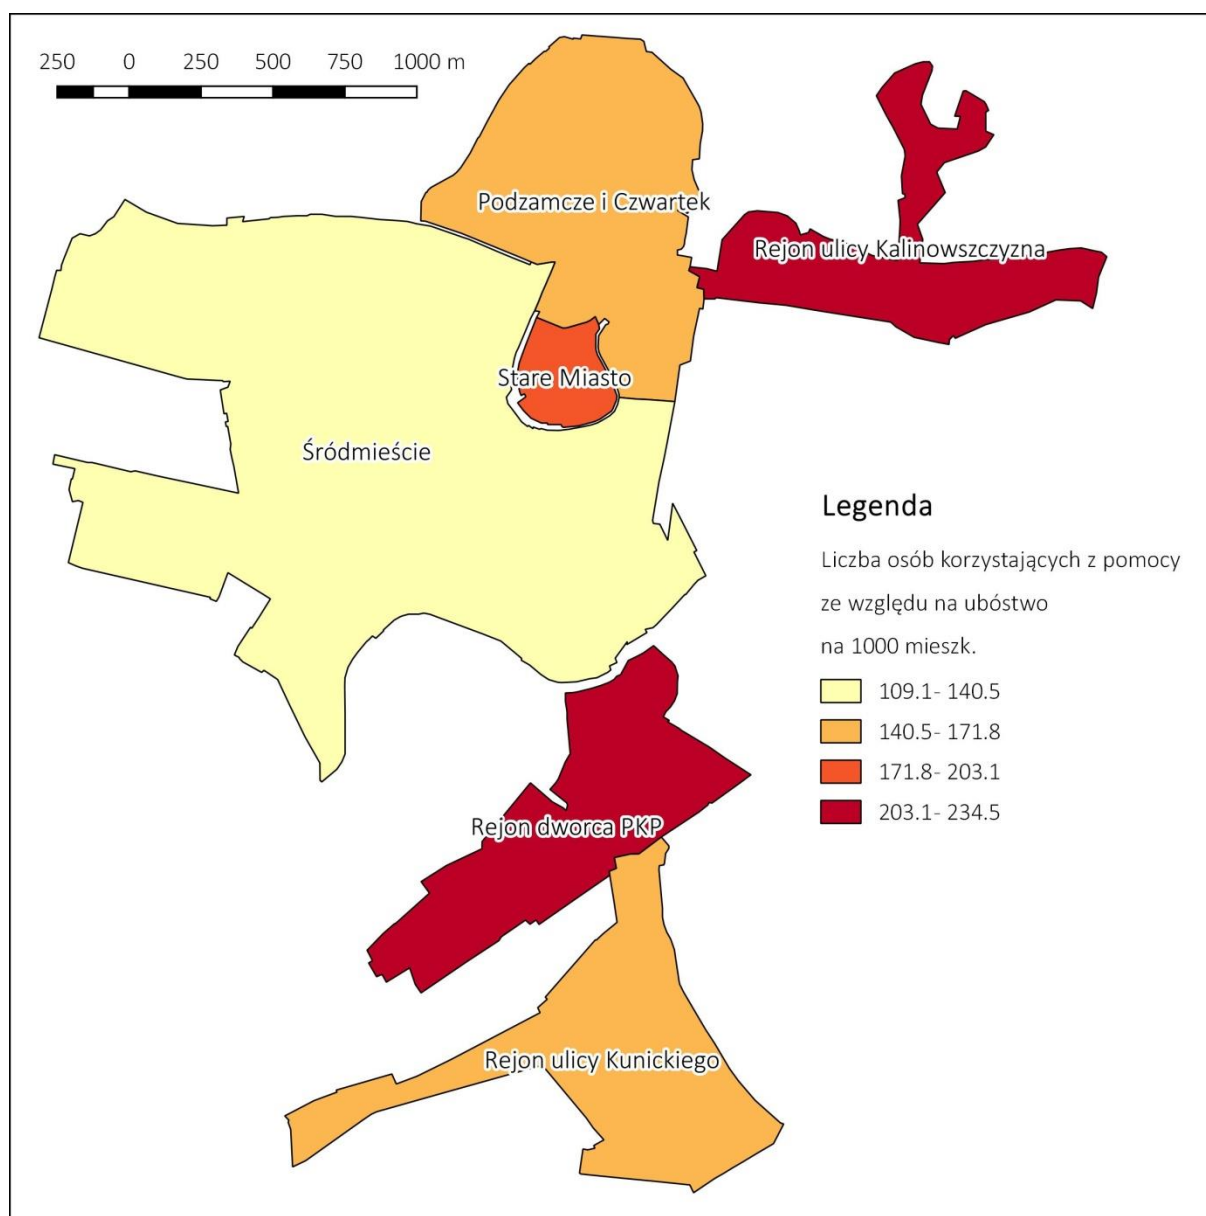 250 0 250 500 750 1000 m
Podzamcze i Czwartek
Rejon ulicy Kalinowszczyzna
Stare Miasto
Śródmieście
Legenda
Liczba osób korzystających z pomocy
ze względu na ubóstwo
na 1000 mieszk.
109.1- 140.5
140.5- 171.8
171.8- 203.1
203.1- 234.5
Rejon dworca PKP
Rejon ulicy Kunickiego